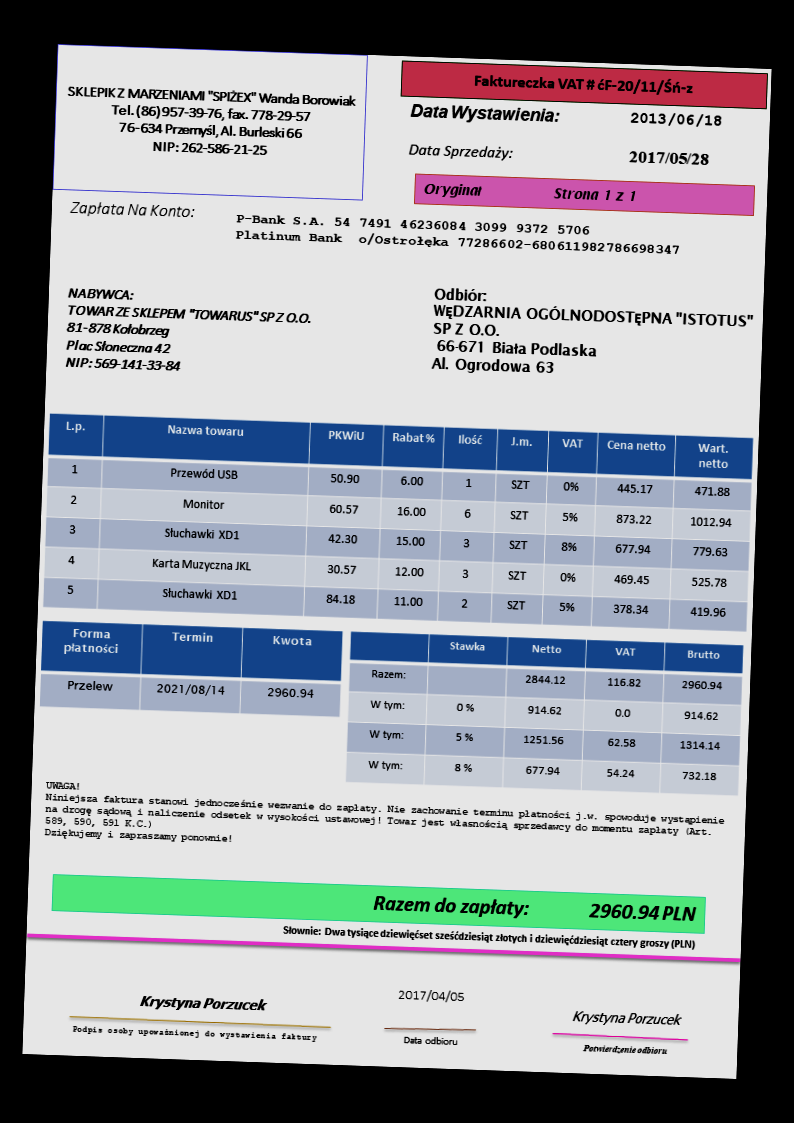 SKLEPIK Z MARZENIAMI "SPIŻEX" Wanda Borowiak
Tel. (86) 957-39-76, fax. 778-29-57
76-634 Przemyśl, Al. Burleski 66
NIP: 262-586-21-25
Faktureczka VAT # ćF-20/11/Śń-z
Data Wystawienia: 2013/06/18
Data Sprzedaży: 2017/05/28
Oryginał Strona 1 z 1
Zapłata Na Konto:
P-Bank S.A. 54 7491 46236084 3099 9372 5706
Platinum Bank o/Ostrołęka 77286602-680611982786698347
NABYWCA:
TOWAR ZE SKLEPEM "TOWARUS" SP Z O.O.
81-878 Kołobrzeg
Plac Słoneczna 42
NIP: 569-141-33-84
Odbiór:
WĘDZARNIA OGÓLNODOSTĘPNA "ISTOTUS"
SP Z O.O.
66-671 Biała Podlaska
Al. Ogrodowa 63
L.p. Nazwa towaru PKWiU Rabat % Ilość J.m. VAT Cena netto Wart. netto
1 Przewód USB 50.90 6.00 1 SZT 0% 445.17 471.88
2 Monitor 60.57 16.00 6 SZT 5% 873.22 1012.94
3 Słuchawki XD1 42.30 15.00 3 SZT 8% 677.94 779.63
4 Karta Muzyczna JKL 30.57 12.00 3 SZT 0% 469.45 525.78
5 Słuchawki XD1 84.18 11.00 2 SZT 5% 378.34 419.96
Forma płatności Termin Kwota
Przelew 2021/08/14 2960.94
Stawka Netto VAT Brutto
Razem: 2844.12 116.82 2960.94
W tym: 0 % 914.62 0.0 914.62
W tym: 5 % 1251.56 62.58 1314.14
W tym: 8 % 677.94 54.24 732.18
UWAGA!
Niniejsza faktura stanowi jednocześnie wezwanie do zapłaty. Nie zachowanie terminu płatności j.w. spowoduje wystąpienie
na drogę sądową i naliczenie odsetek w wysokości ustawowej! Towar jest własnością sprzedawcy do momentu zapłaty (Art.
589, 590, 591 K.C.)
Dziękujemy i zapraszamy ponownie!
Razem do zapłaty: 2960.94 PLN
Słownie: Dwa tysiące dziewięćset sześćdziesiąt złotych i dziewięćdziesiąt cztery groszy (PLN)
Krystyna Porzucek
Podpis osoby upoważnionej do wystawienia faktury
2017/04/05
Data odbioru
Krystyna Porzucek
Potwierdzenie odbioru